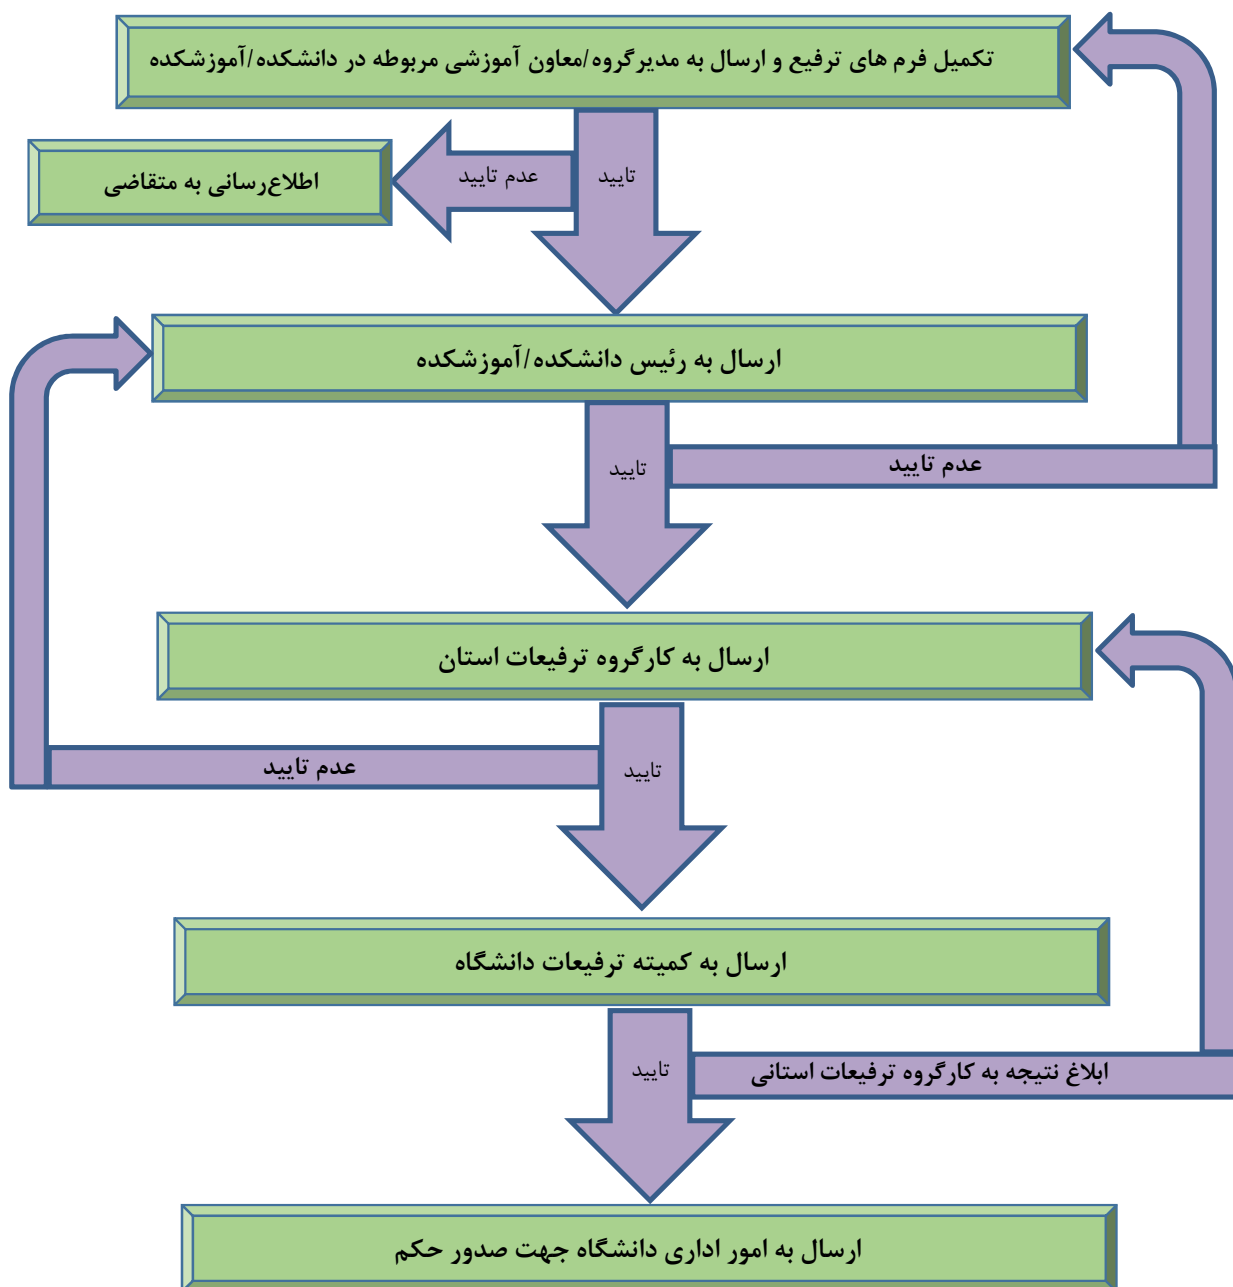 تکمیل فرم های ترفیع و ارسال به مدیرگروه/معاون آموزشی مربوطه در دانشکده/آموزشکده
تایید
عدم تایید
اطلاع‌رسانی به متقاضی
ارسال به رئیس دانشکده/آموزشکده
تایید
عدم تایید
ارسال به کارگروه ترفیعات استان
تایید
عدم تایید
ارسال به کمیته ترفیعات دانشگاه
تایید
ابلاغ نتیجه به کارگروه ترفیعات استانی
ارسال به امور اداری دانشگاه جهت صدور حکم